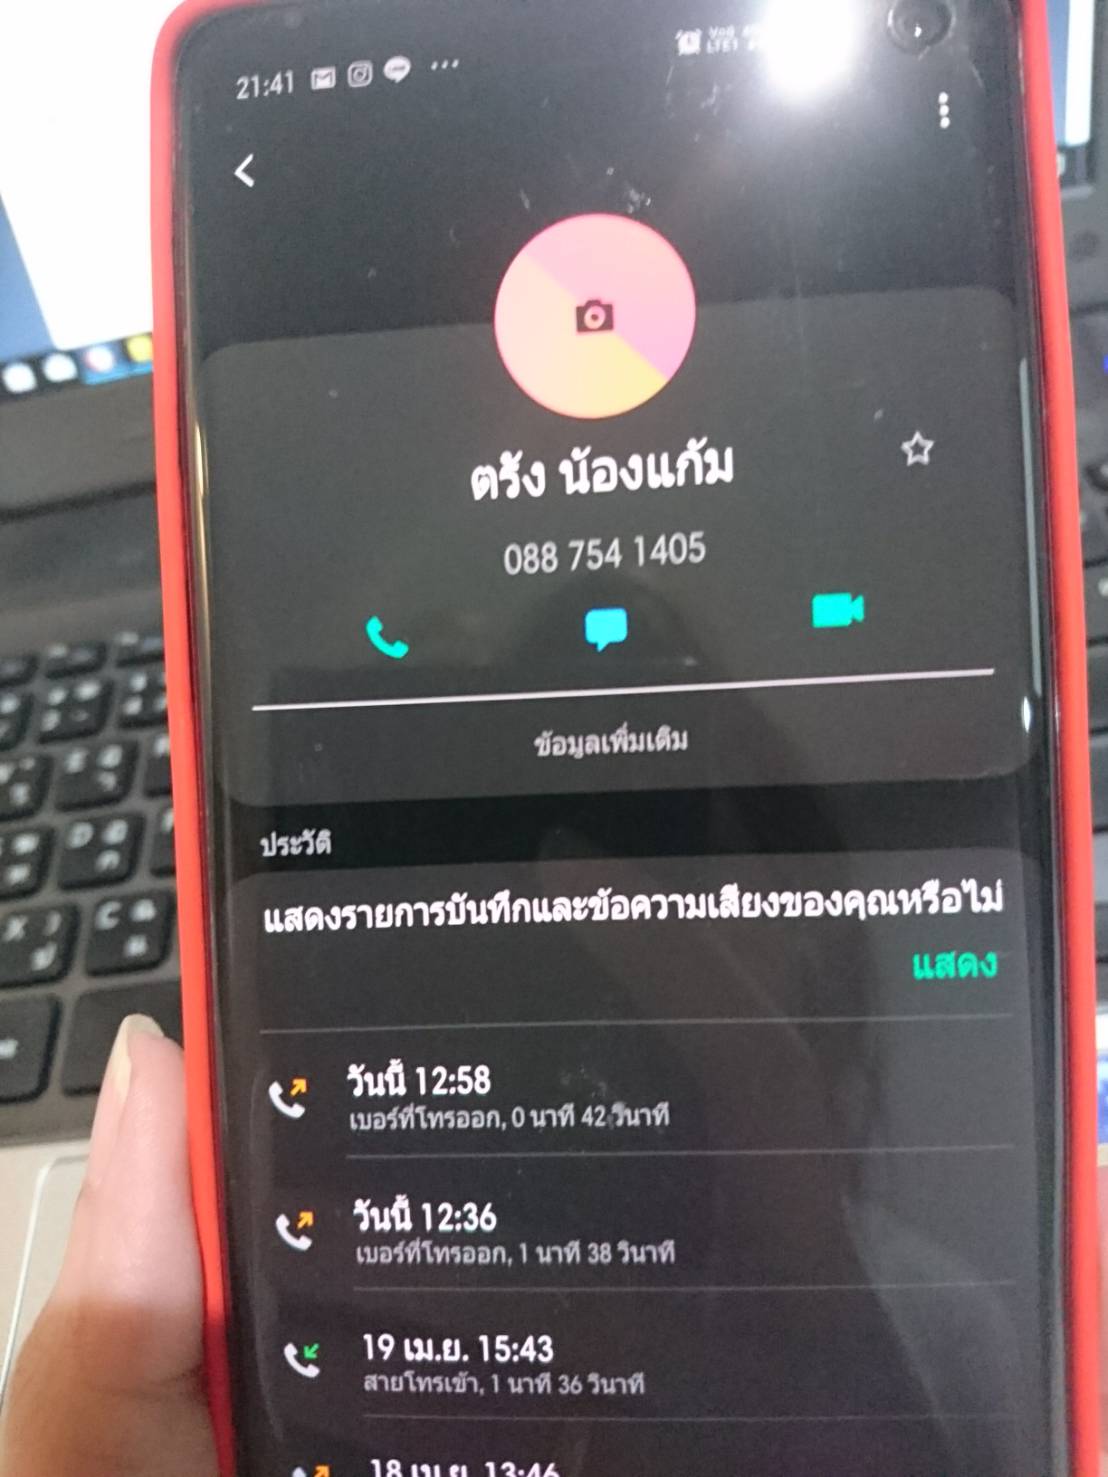 21:41
ตรัง น้องแก้ม
088 754 1405
ข้อมูลเพิ่มเติม
ประวัติ
แสดงรายการบันทึกและข้อความเสียงของคุณหรือไม่
แสดง
วันนี้ 12:58
เบอร์ที่โทรออก, 0 นาที 42 วินาที
วันนี้ 12:36
เบอร์ที่โทรออก, 1 นาที 38 วินาที
19 เม.ย. 15:43
สายโทรเข้า, 1 นาที 36 วินาที
18 เม.ย. 13:46